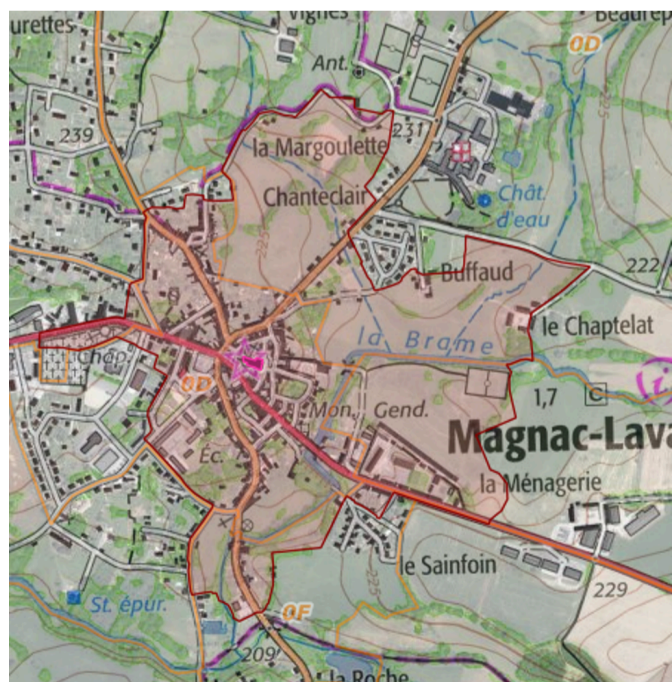 urettes
Vignes
Beaurep
0D
Ant.
239
231
la Margoulette
Chanteclair
Chât.
d'eau
225
225
222
Buffaud
le Chaptelat
la Brame
Chap.
0D
1,7
C
i
Mon.
Gend.
Magnac-Lava
Éc.
la Ménagerie
le Sainfoin
225
229
St. épur.
0F
209
la Roche